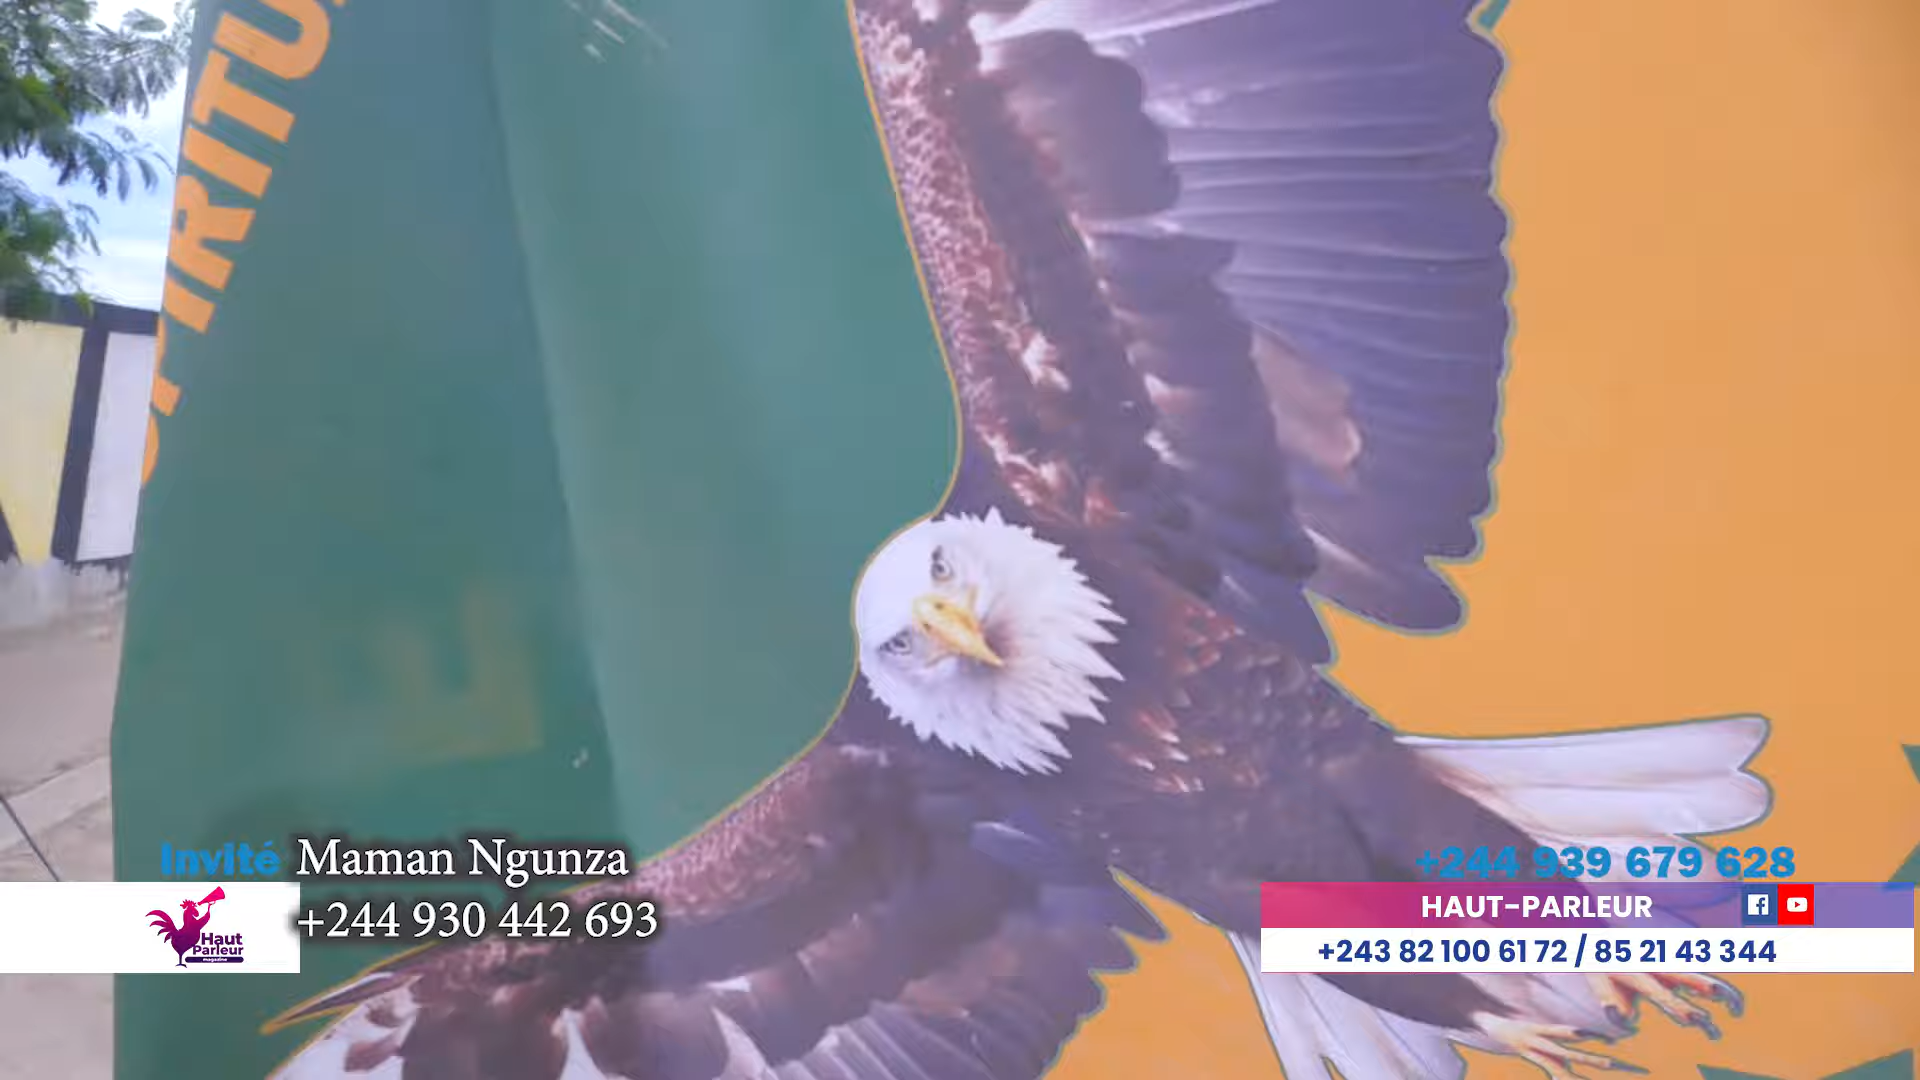 Invité Maman Ngunza
+244 930 442 693
Haut
Parleur
magazine
+244 939 679 628
HAUT-PARLEUR
+243 82 100 61 72 / 85 21 43 344